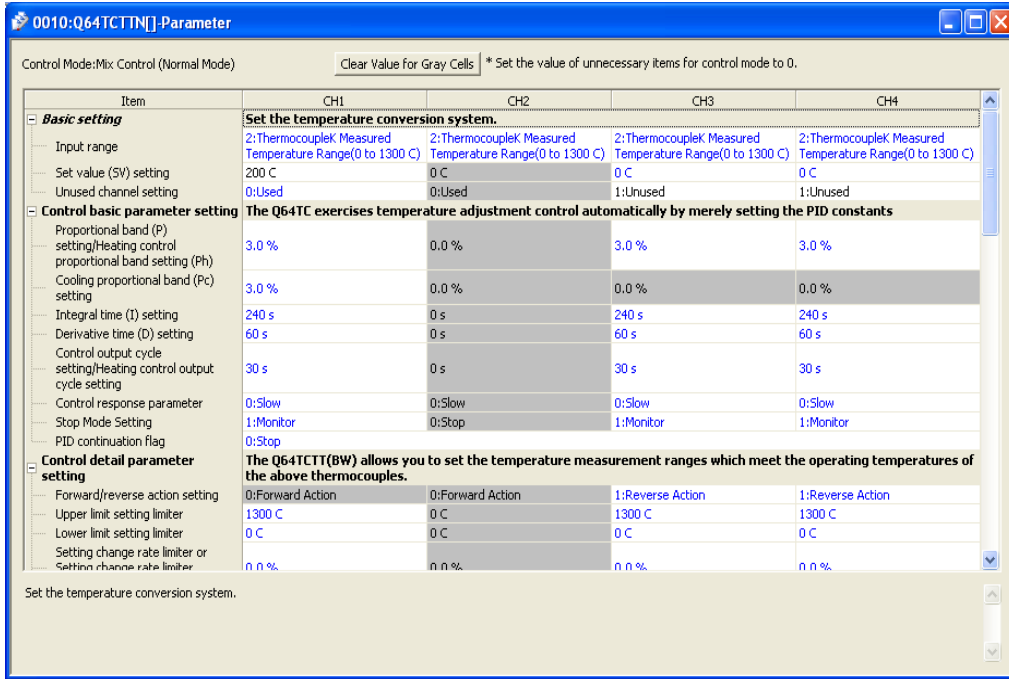 0010:Q64TCTTN[]-Parameter
Control Mode:Mix Control (Normal Mode) Clear Value for Gray Cells * Set the value of unnecessary items for control mode to 0.
Item CH1 CH2 CH3 CH4
Basic setting Set the temperature conversion system.
Input range 2:ThermocoupleK Measured Temperature Range(0 to 1300 C) 2:ThermocoupleK Measured Temperature Range(0 to 1300 C) 2:ThermocoupleK Measured Temperature Range(0 to 1300 C) 2:ThermocoupleK Measured Temperature Range(0 to 1300 C)
Set value (SV) setting 200 C 0 C 0 C 0 C
Unused channel setting 0:Used 0:Used 1:Unused 1:Unused
Control basic parameter setting The Q64TC exercises temperature adjustment control automatically by merely setting the PID constants
Proportional band (P)
setting/Heating control
proportional band setting (Ph) 3.0 % 0.0 % 3.0 % 3.0 %
Cooling proportional band (Pc)
setting 3.0 % 0.0 % 0.0 % 0.0 %
Integral time (I) setting 240 s 0 s 240 s 240 s
Derivative time (D) setting 60 s 0 s 60 s 60 s
Control output cycle
setting/Heating control output
cycle setting 30 s 0 s 30 s 30 s
Control response parameter 0:Slow 0:Slow 0:Slow 0:Slow
Stop Mode Setting 1:Monitor 0:Stop 1:Monitor 1:Monitor
PID continuation flag 0:Stop
Control detail parameter
setting The Q64TCTT(BW) allows you to set the temperature measurement ranges which meet the operating temperatures of
the above thermocouples.
Forward/reverse action setting 0:Forward Action 0:Forward Action 1:Reverse Action 1:Reverse Action
Upper limit setting limiter 1300 C 0 C 1300 C 1300 C
Lower limit setting limiter 0 C 0 C 0 C 0 C
Setting change rate limiter or
Setting change rate limiter 0.0 % 0.0 % 0.0 % 0.0 %
Set the temperature conversion system.